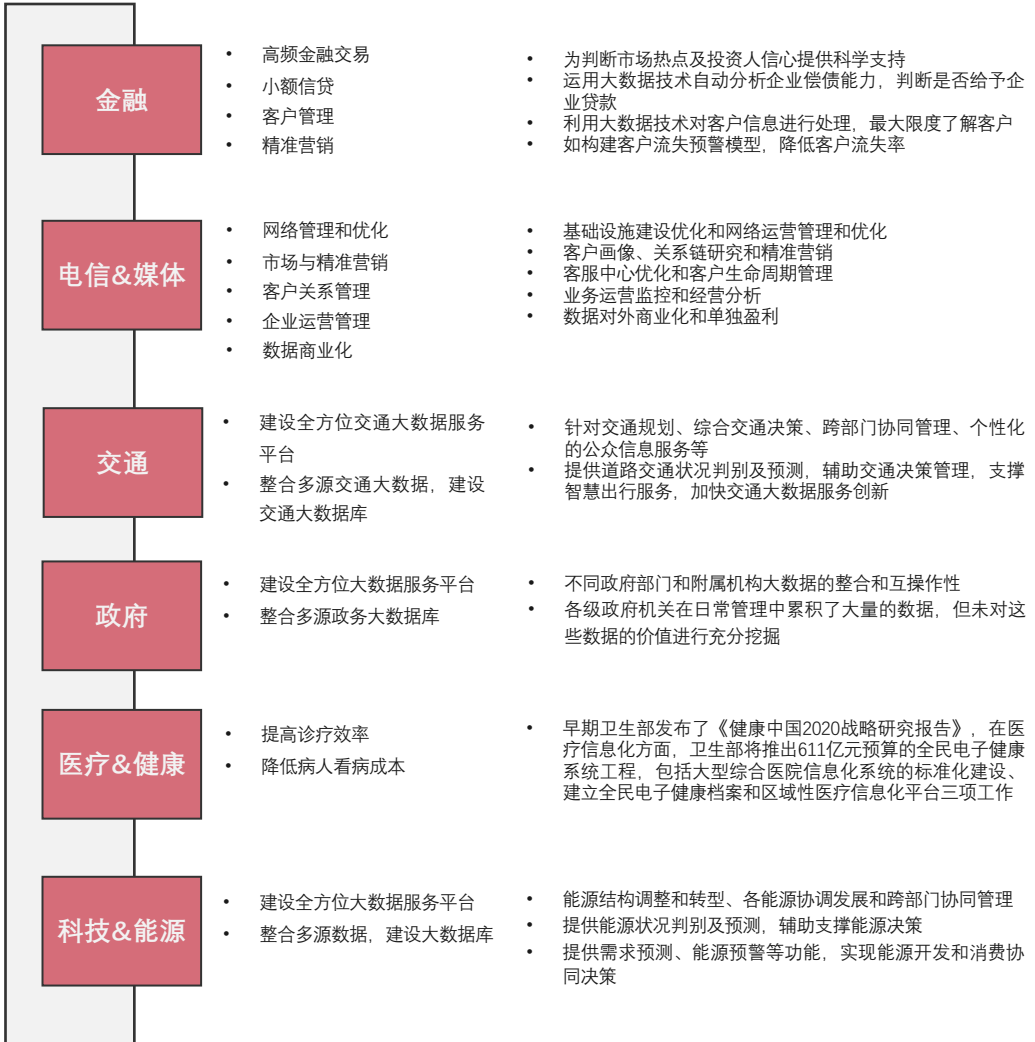 金融
• 高频金融交易
• 小额信贷
• 客户管理
• 精准营销
• 为判断市场热点及投资人信心提供科学支持
• 运用大数据技术自动分析企业偿债能力，判断是否给予企
业贷款
• 利用大数据技术对客户信息进行处理，最大限度了解客户
• 如构建客户流失预警模型，降低客户流失率
电信&媒体
• 网络管理和优化
• 市场与精准营销
• 客户关系管理
• 企业运营管理
• 数据商业化
• 基础设施建设优化和网络运营管理和优化
• 客户画像、关系链研究和精准营销
• 客服中心优化和客户生命周期管理
• 业务运营监控和经营分析
• 数据对外商业化和单独盈利
交通
• 建设全方位交通大数据服务
平台
• 整合多源交通大数据，建设
交通大数据库
• 针对交通规划、综合交通决策、跨部门协同管理、个性化
的公众信息服务等
• 提供道路交通状况判别及预测，辅助交通决策管理，支撑
智慧出行服务，加快交通大数据服务创新
政府
• 建设全方位大数据服务平台
• 整合多源政务大数据库
• 不同政府部门和附属机构大数据的整合和互操作性
• 各级政府机关在日常管理中累积了大量的数据，但未对这
些数据的价值进行充分挖掘
医疗&健康
• 提高诊疗效率
• 降低病人看病成本
• 早期卫生部发布了《健康中国2020战略研究报告》，在医
疗信息化方面，卫生部将推出611亿元预算的全民电子健康
系统工程，包括大型综合医院信息化系统的标准化建设、
建立全民电子健康档案和区域性医疗信息化平台三项工作
科技&能源
• 建设全方位大数据服务平台
• 整合多源数据，建设大数据库
• 能源结构调整和转型、各能源协调发展和跨部门协同管理
• 提供能源状况判别及预测，辅助支撑能源决策
• 提供需求预测、能源预警等功能，实现能源开发和消费协
同决策